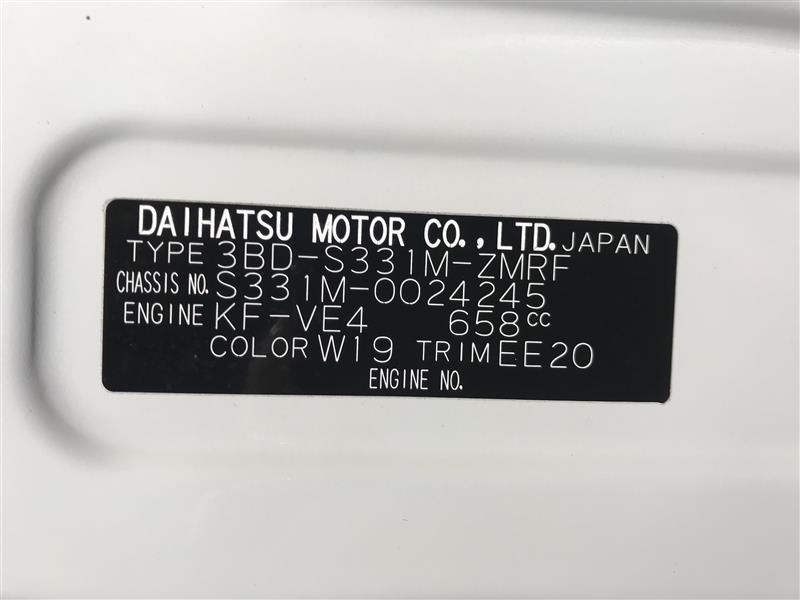 DAIHATSU MOTOR CO., LTD. JAPAN
TYPE 3BD-S331M-ZMRF
CHASSIS NO. S331M-0024245
ENGINE KF-VE4 658cc
COLOR W19 TRIM EE20
ENGINE NO.